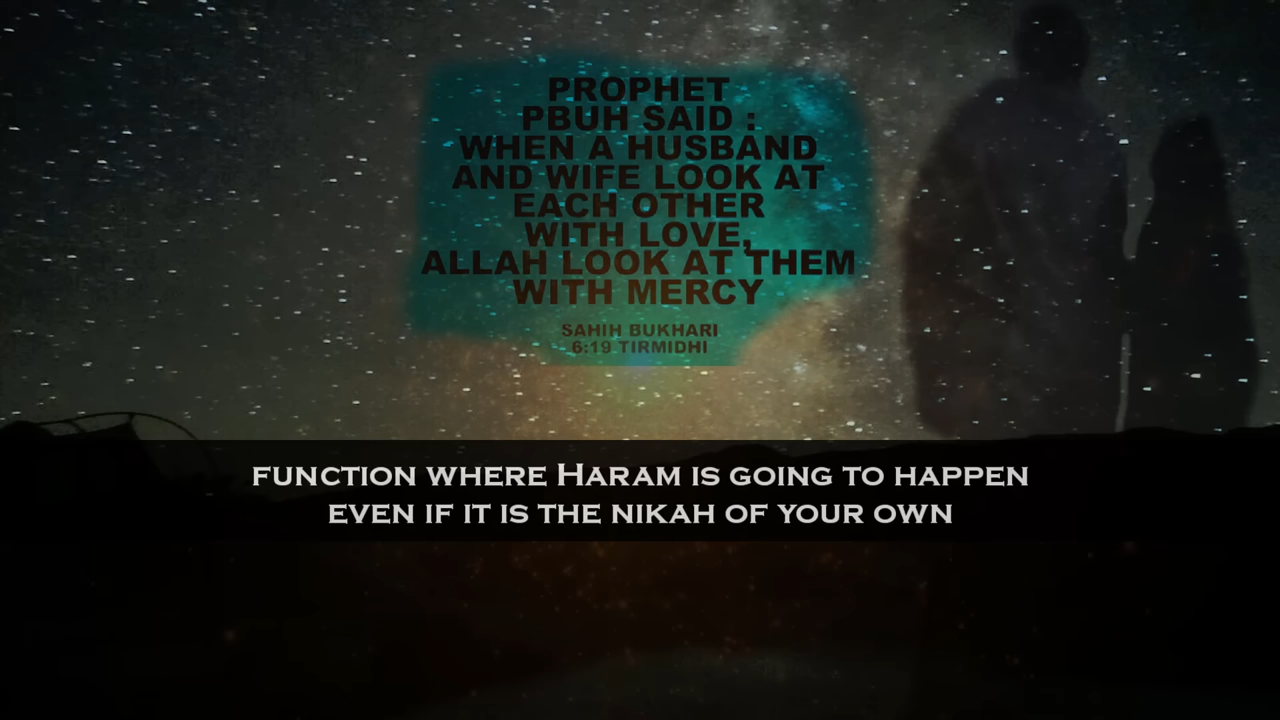 PROPHET
PBUH SAID :
WHEN A HUSBAND
AND WIFE LOOK AT
EACH OTHER
WITH LOVE,
ALLAH LOOK AT THEM
WITH MERCY
SAHIH BUKHARI
6:19 TIRMIDHI
FUNCTION WHERE HARAM IS GOING TO HAPPEN
EVEN IF IT IS THE NIKAH OF YOUR OWN